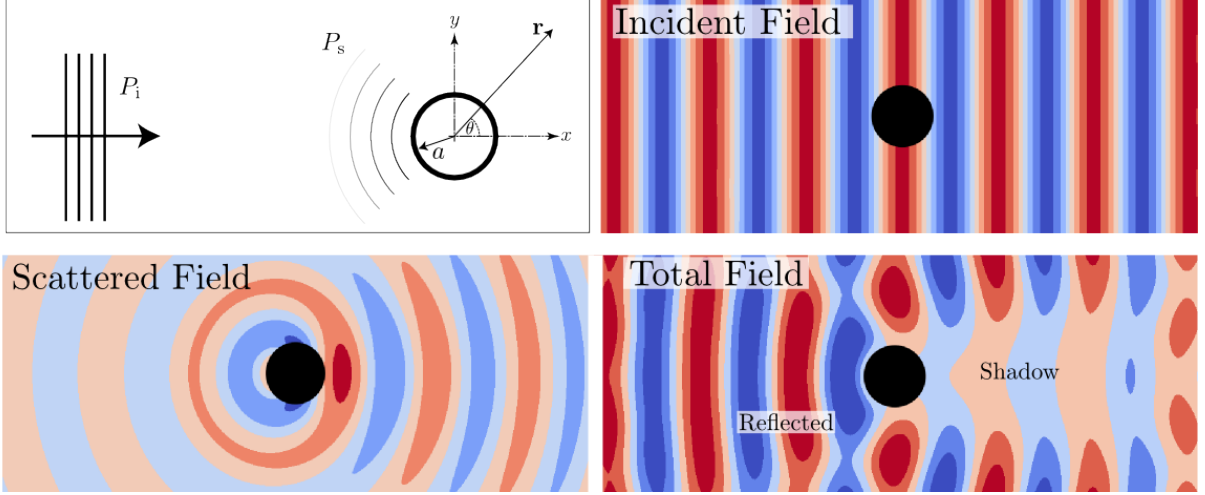 P_i
P_s
y
r
θ
x
a
Incident Field
Scattered Field
Total Field
Shadow
Reflected